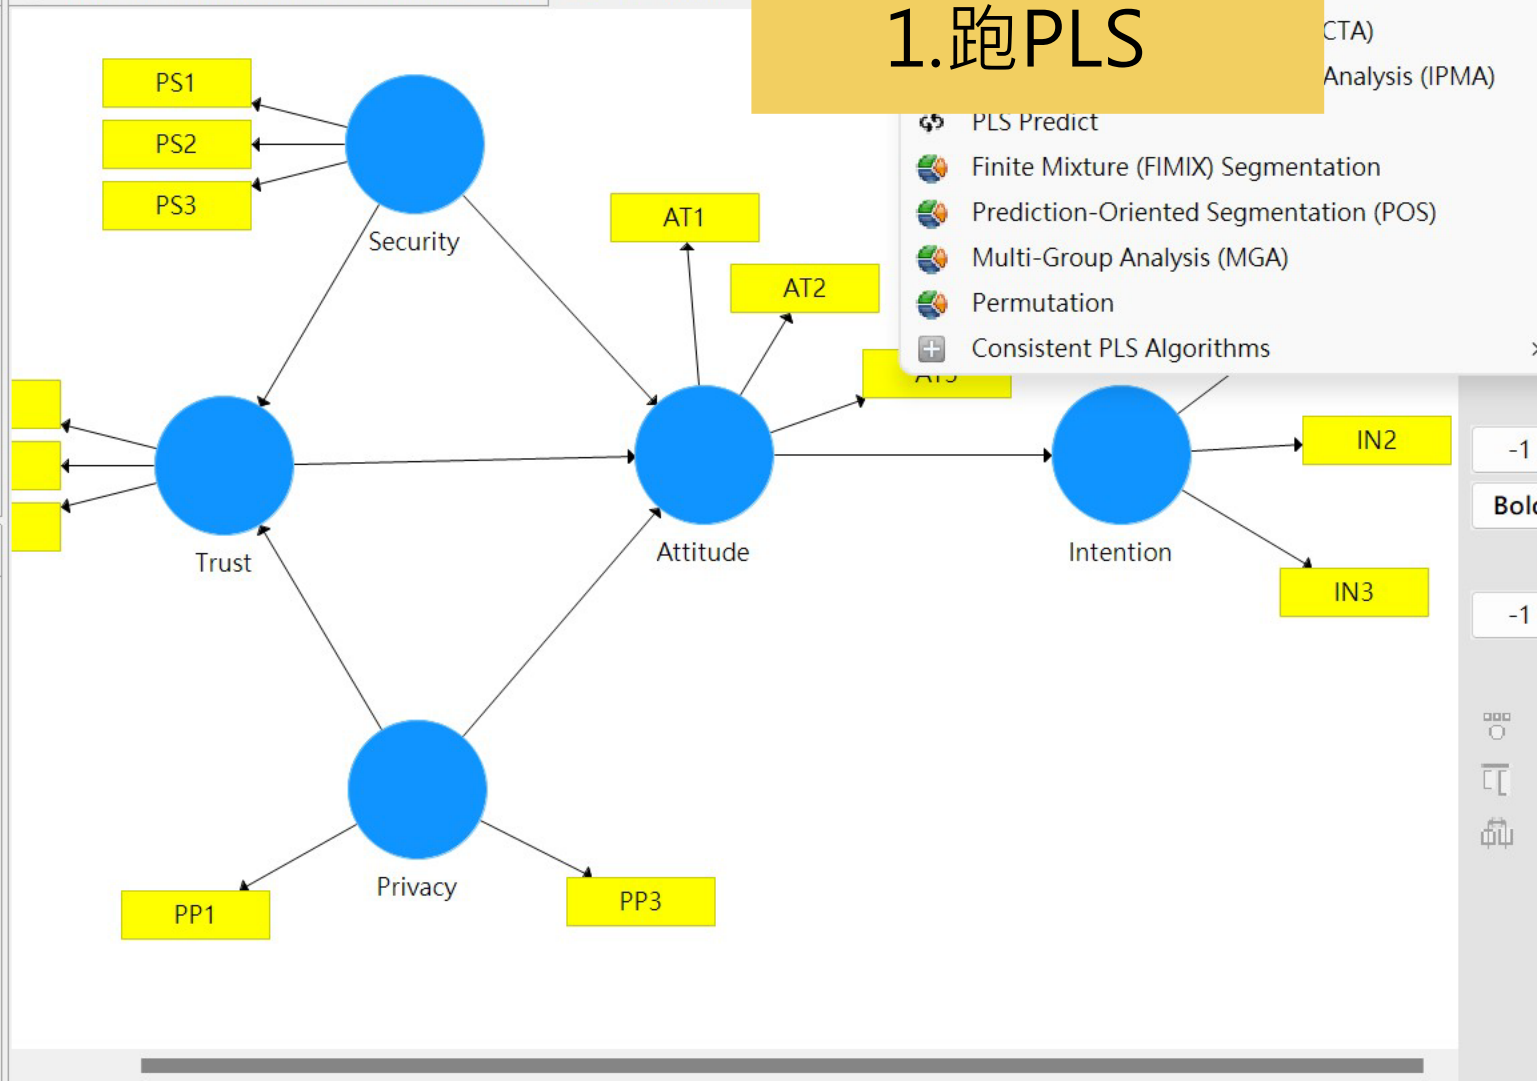 1.跑PLS
CTA)
Analysis (IPMA)
PLS Predict
Finite Mixture (FIMIX) Segmentation
Prediction-Oriented Segmentation (POS)
Multi-Group Analysis (MGA)
Permutation
Consistent PLS Algorithms
PS1
PS2
PS3
Security
AT1
AT2
AT3
IN2
-1
Bold
Trust
Attitude
Intention
IN3
-1
Privacy
PP1
PP3